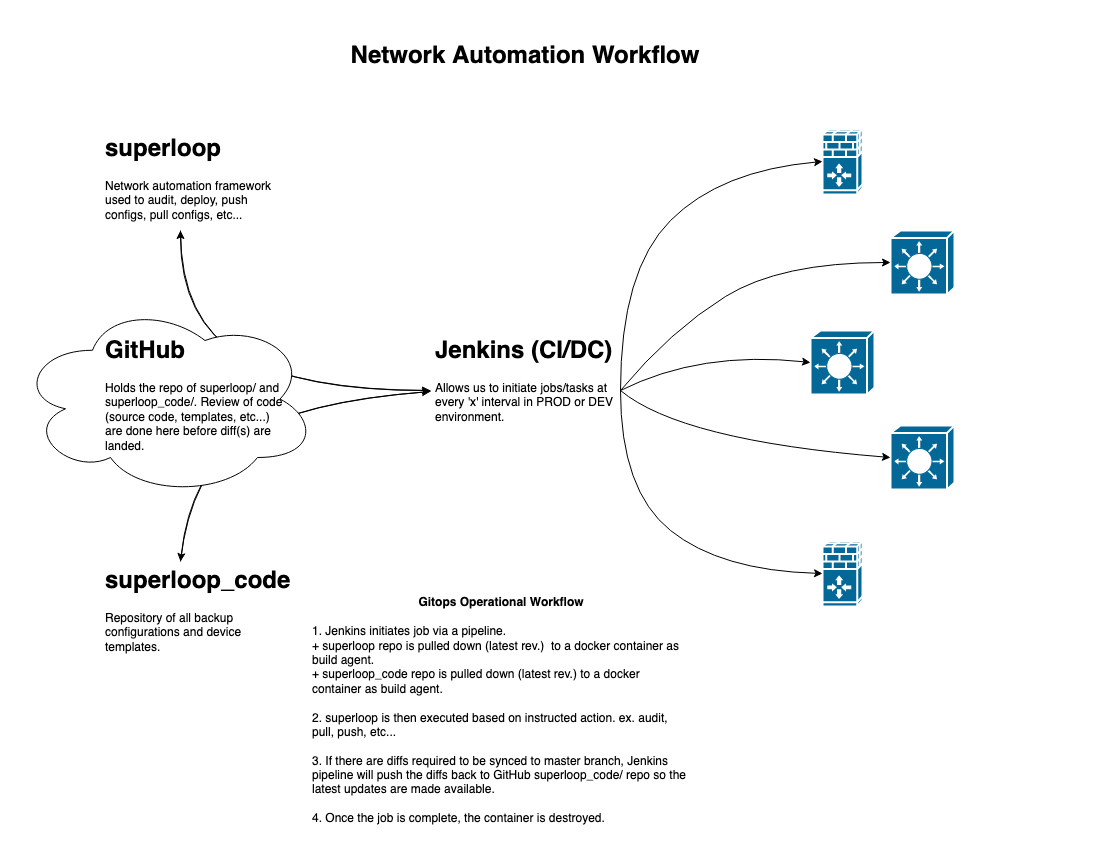 Network Automation Workflow
superloop
Network automation framework
used to audit, deploy, push
configs, pull configs, etc...
GitHub
Holds the repo of superloop/ and
superloop_code/. Review of code
(source code, templates, etc...)
are done here before diff(s) are
landed.
Jenkins (CI/DC)
Allows us to initiate jobs/tasks at
every 'x' interval in PROD or DEV
environment.
superloop_code
Repository of all backup
configurations and device
templates.
Gitops Operational Workflow
1. Jenkins initiates job via a pipeline.
+ superloop repo is pulled down (latest rev.)  to a docker container as
build agent.
+ superloop_code repo is pulled down (latest rev.) to a docker
container as build agent.
2. superloop is then executed based on instructed action. ex. audit,
pull, push, etc...
3. If there are diffs required to be synced to master branch, Jenkins
pipeline will push the diffs back to GitHub superloop_code/ repo so the
latest updates are made available.
4. Once the job is complete, the container is destroyed.